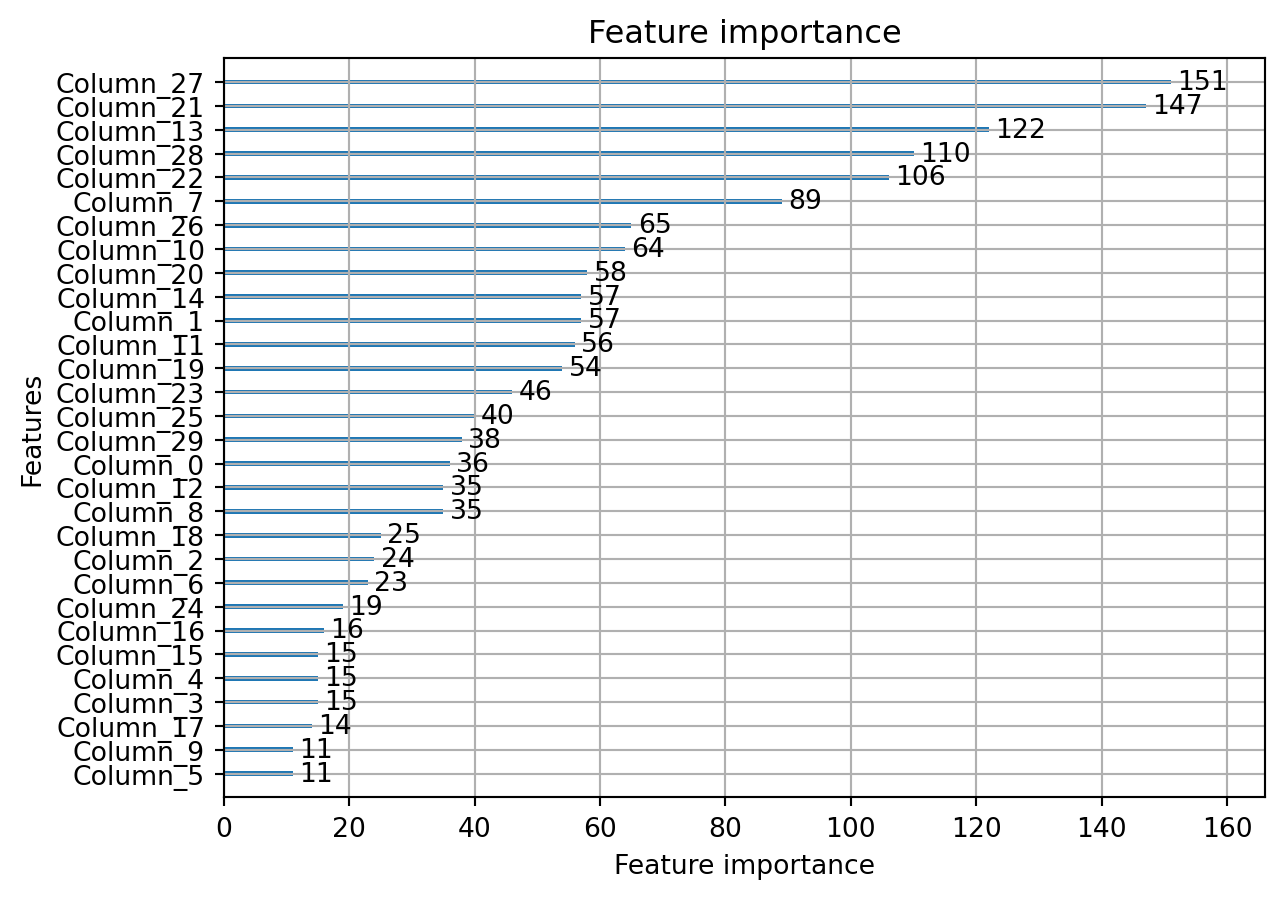 Feature importance
Column_27 151
Column_21 147
Column_13 122
Column_28 110
Column_22 106
Column_7 89
Column_26 65
Column_10 64
Column_20 58
Column_14 57
Column_1 57
Column_11 56
Column_19 54
Column_23 46
Column_25 40
Column_29 38
Column_0 36
Column_12 35
Column_8 35
Column_18 25
Column_2 24
Column_6 23
Column_24 19
Column_16 16
Column_15 15
Column_4 15
Column_3 15
Column_17 14
Column_9 11
Column_5 11
Features
0 20 40 60 80 100 120 140 160
Feature importance